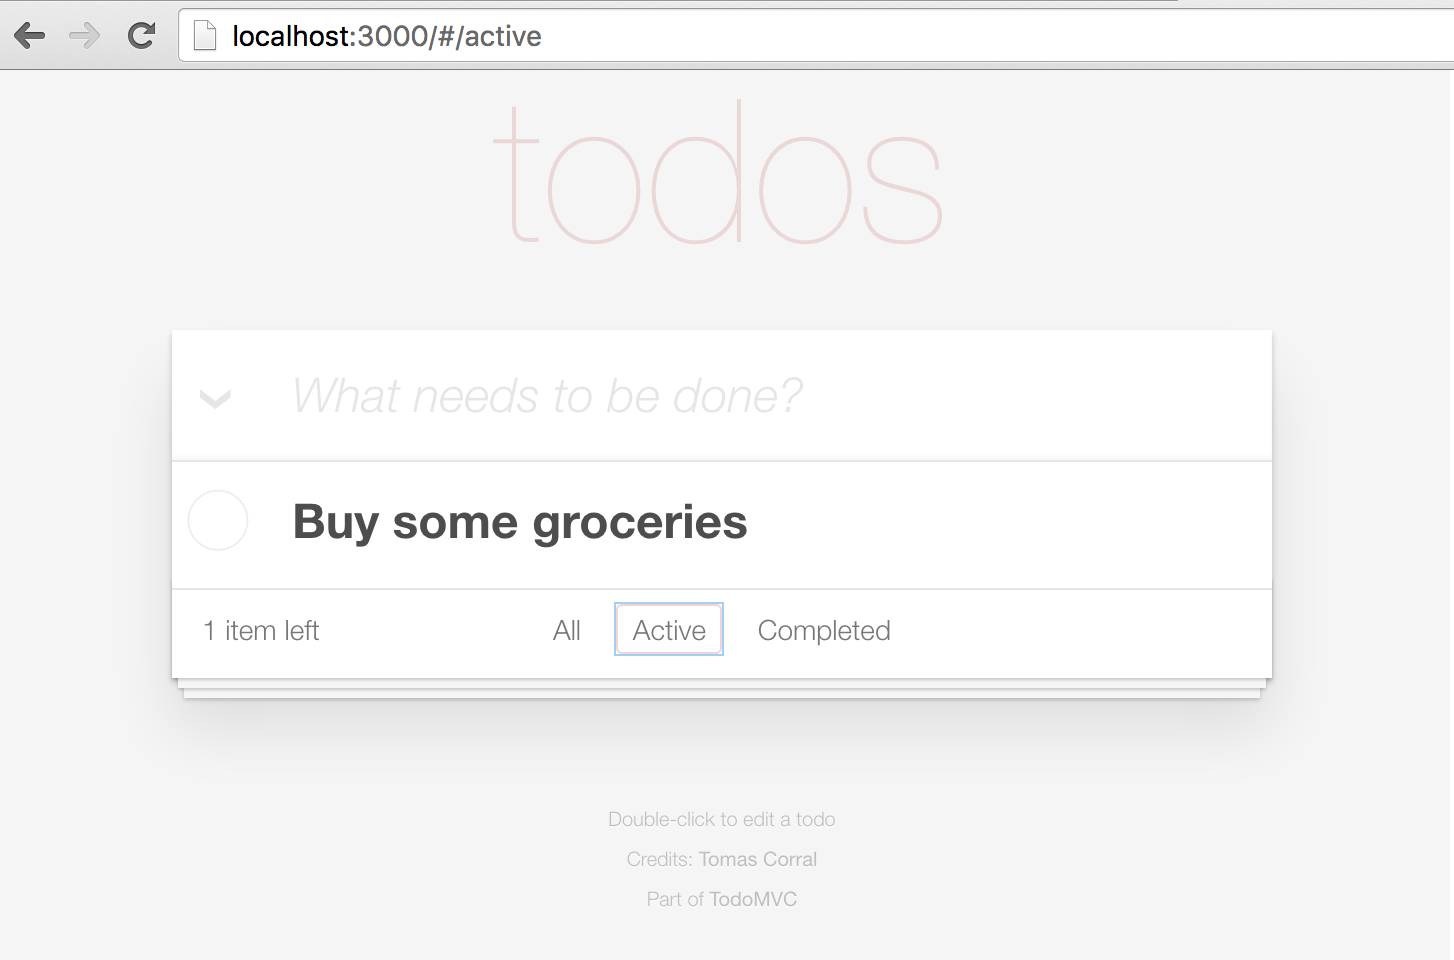 localhost:3000/#/active
todos
What needs to be done?
Buy some groceries
1 item left All Active Completed
Double-click to edit a todo
Credits: Tomas Corral
Part of TodoMVC